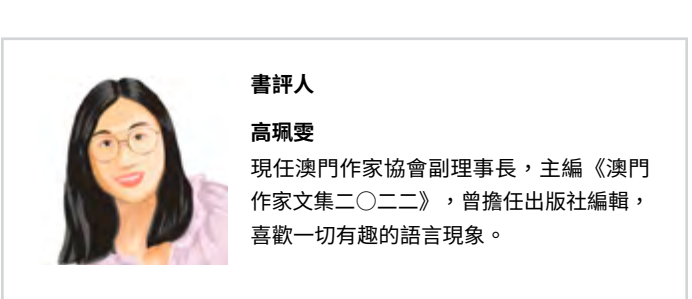 書評人
高珮雯
現任澳門作家協會副理事長，主編《澳門
作家文集二〇二二》，曾擔任出版社編輯，
喜歡一切有趣的語言現象。